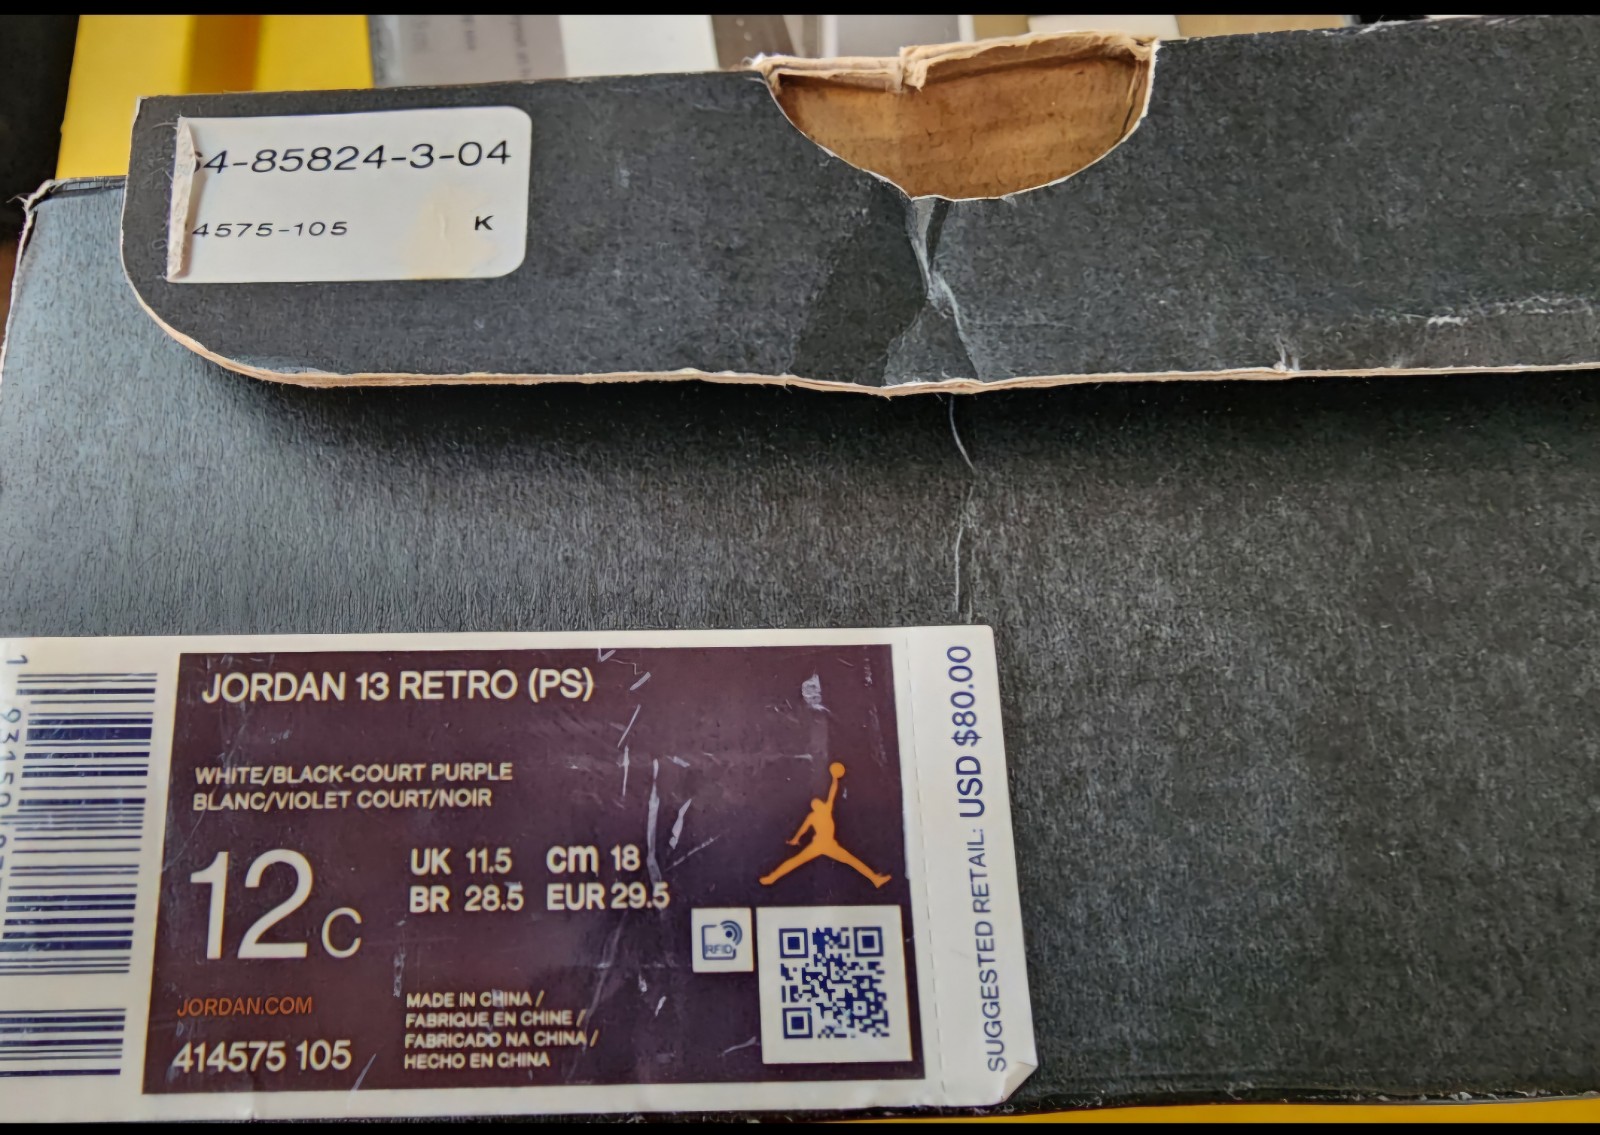 4-85824-3-04
4575-105 K
JORDAN 13 RETRO (PS)
WHITE/BLACK-COURT PURPLE
BLANC/VIOLET COURT/NOIR
12C
UK 11.5 cm 18
BR 28.5 EUR 29.5
RFID
JORDAN.COM
414575 105
MADE IN CHINA /
FABRIQUE EN CHINE /
FABRICADO NA CHINA /
HECHO EN CHINA
SUGGESTED RETAIL: USD $80.00